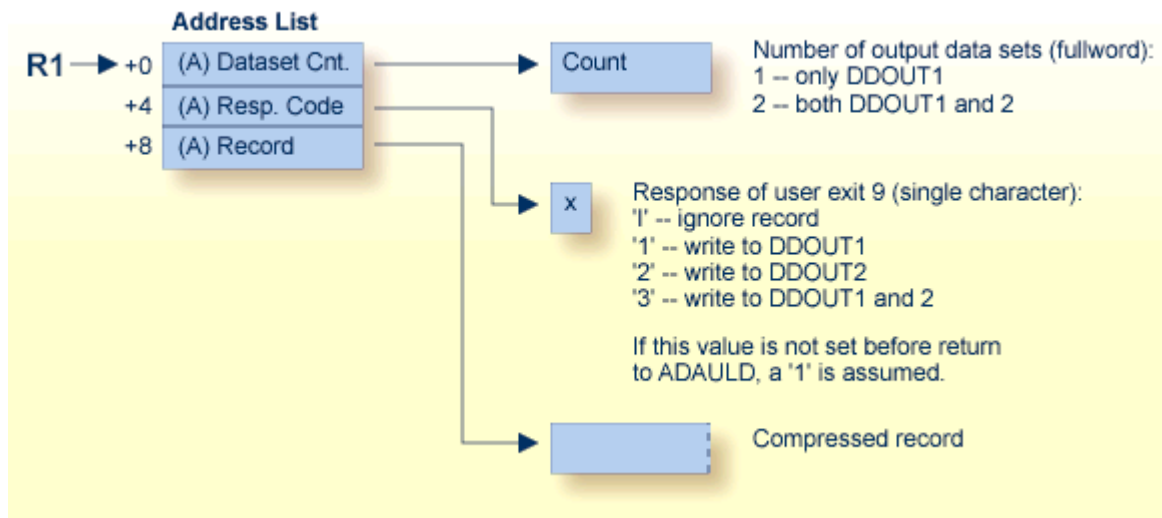 Address List
R1 +0 (A) Dataset Cnt.
+4 (A) Resp. Code
+8 (A) Record
Count
Number of output data sets (fullword):
1 -- only DDOUT1
2 -- both DDOUT1 and 2
x
Response of user exit 9 (single character):
'I' -- ignore record
'1' -- write to DDOUT1
'2' -- write to DDOUT2
'3' -- write to DDOUT1 and 2
If this value is not set before return
to ADAULD, a '1' is assumed.
Compressed record